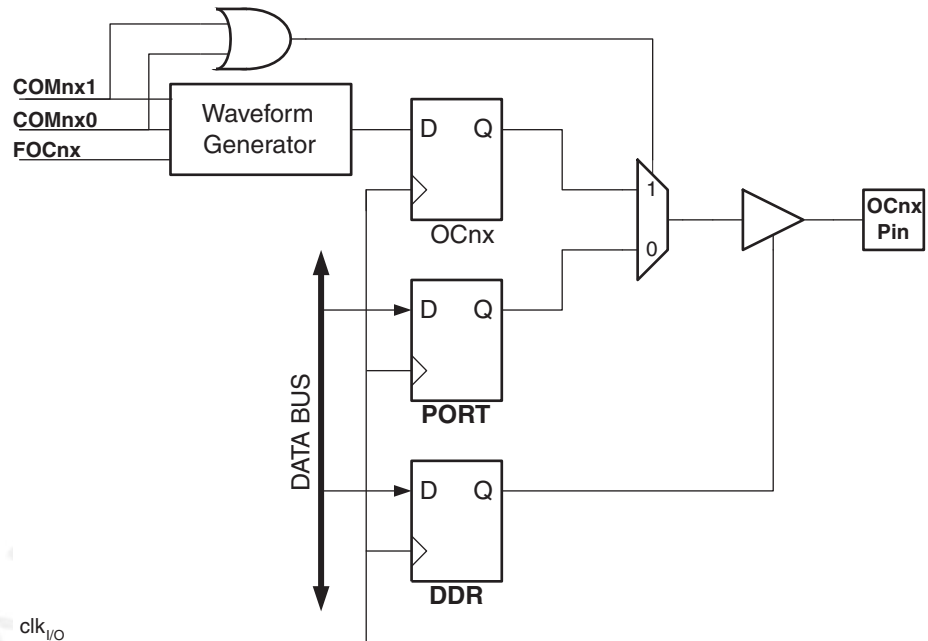 COMnx1
COMnx0
FOCnx
Waveform
Generator
D Q
OCnx
1
0
OCnx
Pin
D Q
PORT
DATA BUS
D Q
DDR
clkI/O